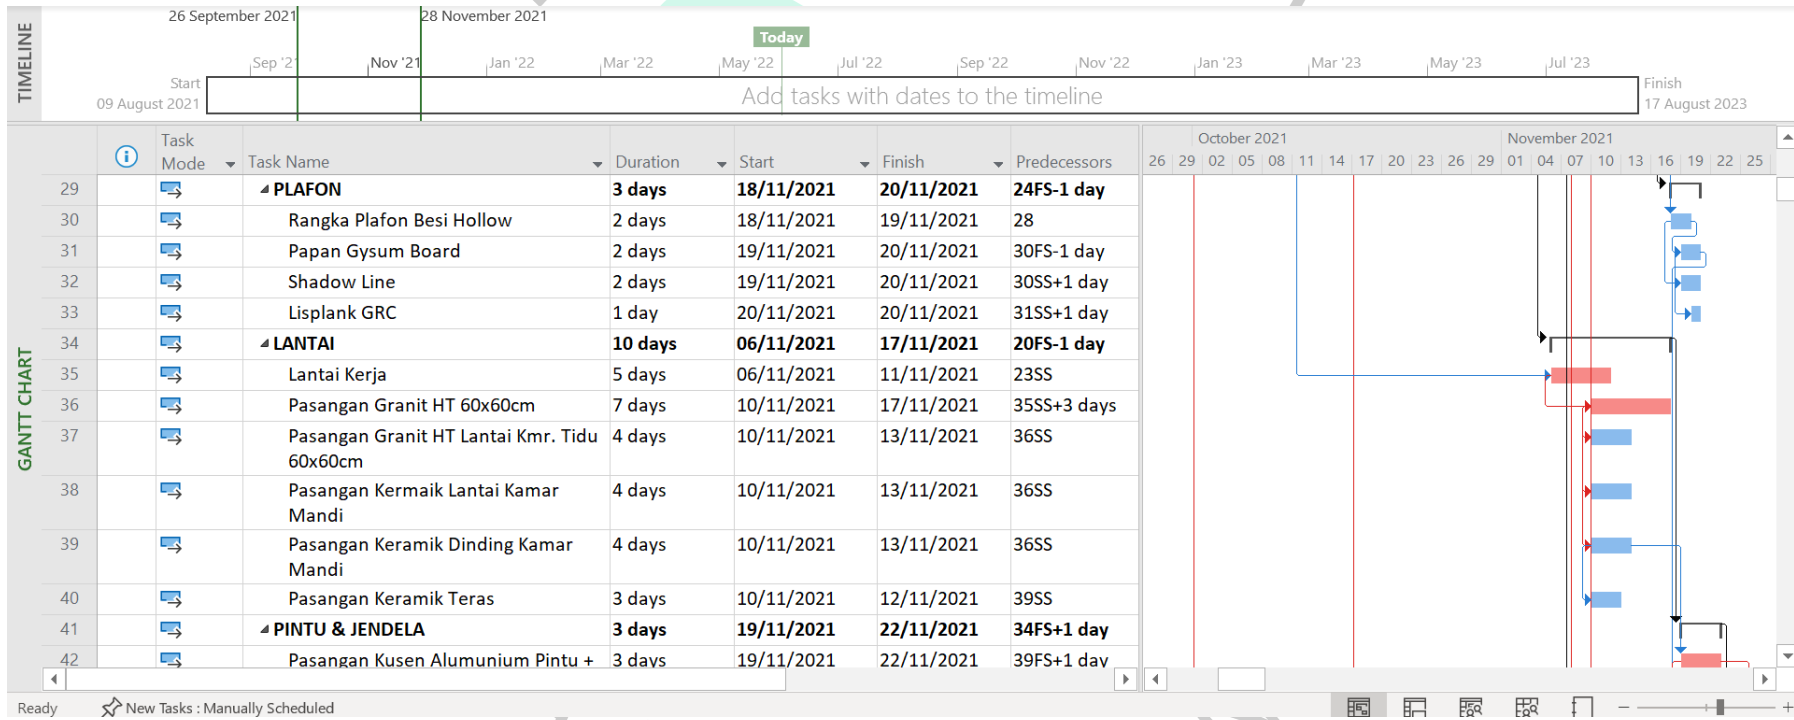 26 September 2021
28 November 2021
Today
Sep '21
Nov '21
Jan '22
Mar '22
May '22
Jul '22
Sep '22
Nov '22
Jan '23
Mar '23
May '23
Jul '23
TIMELINE
Start
09 August 2021
Add tasks with dates to the timeline
Finish
17 August 2023
GANTT CHART
Task Mode Task Name Duration Start Finish Predecessors
October 2021 November 2021
26 29 02 05 08 11 14 17 20 23 26 29 01 04 07 10 13 16 19 22 25
29 PLAFON 3 days 18/11/2021 20/11/2021 24FS-1 day
30 Rangka Plafon Besi Hollow 2 days 18/11/2021 19/11/2021 28
31 Papan Gysum Board 2 days 19/11/2021 20/11/2021 30FS-1 day
32 Shadow Line 2 days 19/11/2021 20/11/2021 30SS+1 day
33 Lisplank GRC 1 day 20/11/2021 20/11/2021 31SS+1 day
34 LANTAI 10 days 06/11/2021 17/11/2021 20FS-1 day
35 Lantai Kerja 5 days 06/11/2021 11/11/2021 23SS
36 Pasangan Granit HT 60x60cm 7 days 10/11/2021 17/11/2021 35SS+3 days
37 Pasangan Granit HT Lantai Kmr. Tidu 4 days 10/11/2021 13/11/2021 36SS
60x60cm
38 Pasangan Kermaik Lantai Kamar 4 days 10/11/2021 13/11/2021 36SS
Mandi
39 Pasangan Keramik Dinding Kamar 4 days 10/11/2021 13/11/2021 36SS
Mandi
40 Pasangan Keramik Teras 3 days 10/11/2021 12/11/2021 39SS
41 PINTU & JENDELA 3 days 19/11/2021 22/11/2021 34FS+1 day
42 Pasangan Kusen Alumunium Pintu + 3 days 19/11/2021 22/11/2021 39FS+1 day
Ready New Tasks : Manually Scheduled